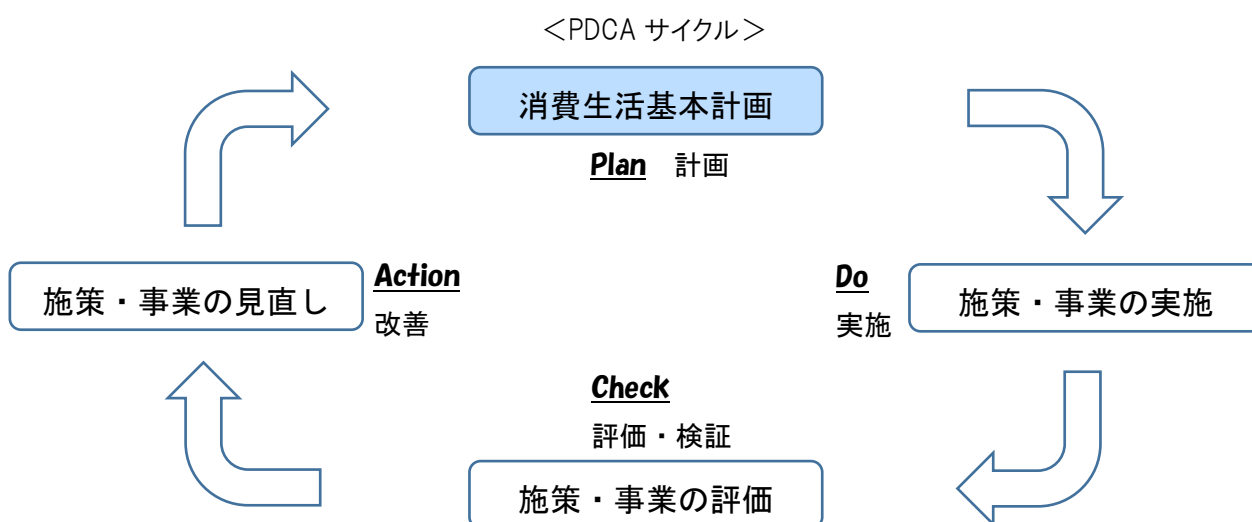 ＜PDCA サイクル＞
消費生活基本計画
Plan　計画
施策・事業の見直し
Action
改善
Do
実施
施策・事業の実施
Check
評価・検証
施策・事業の評価